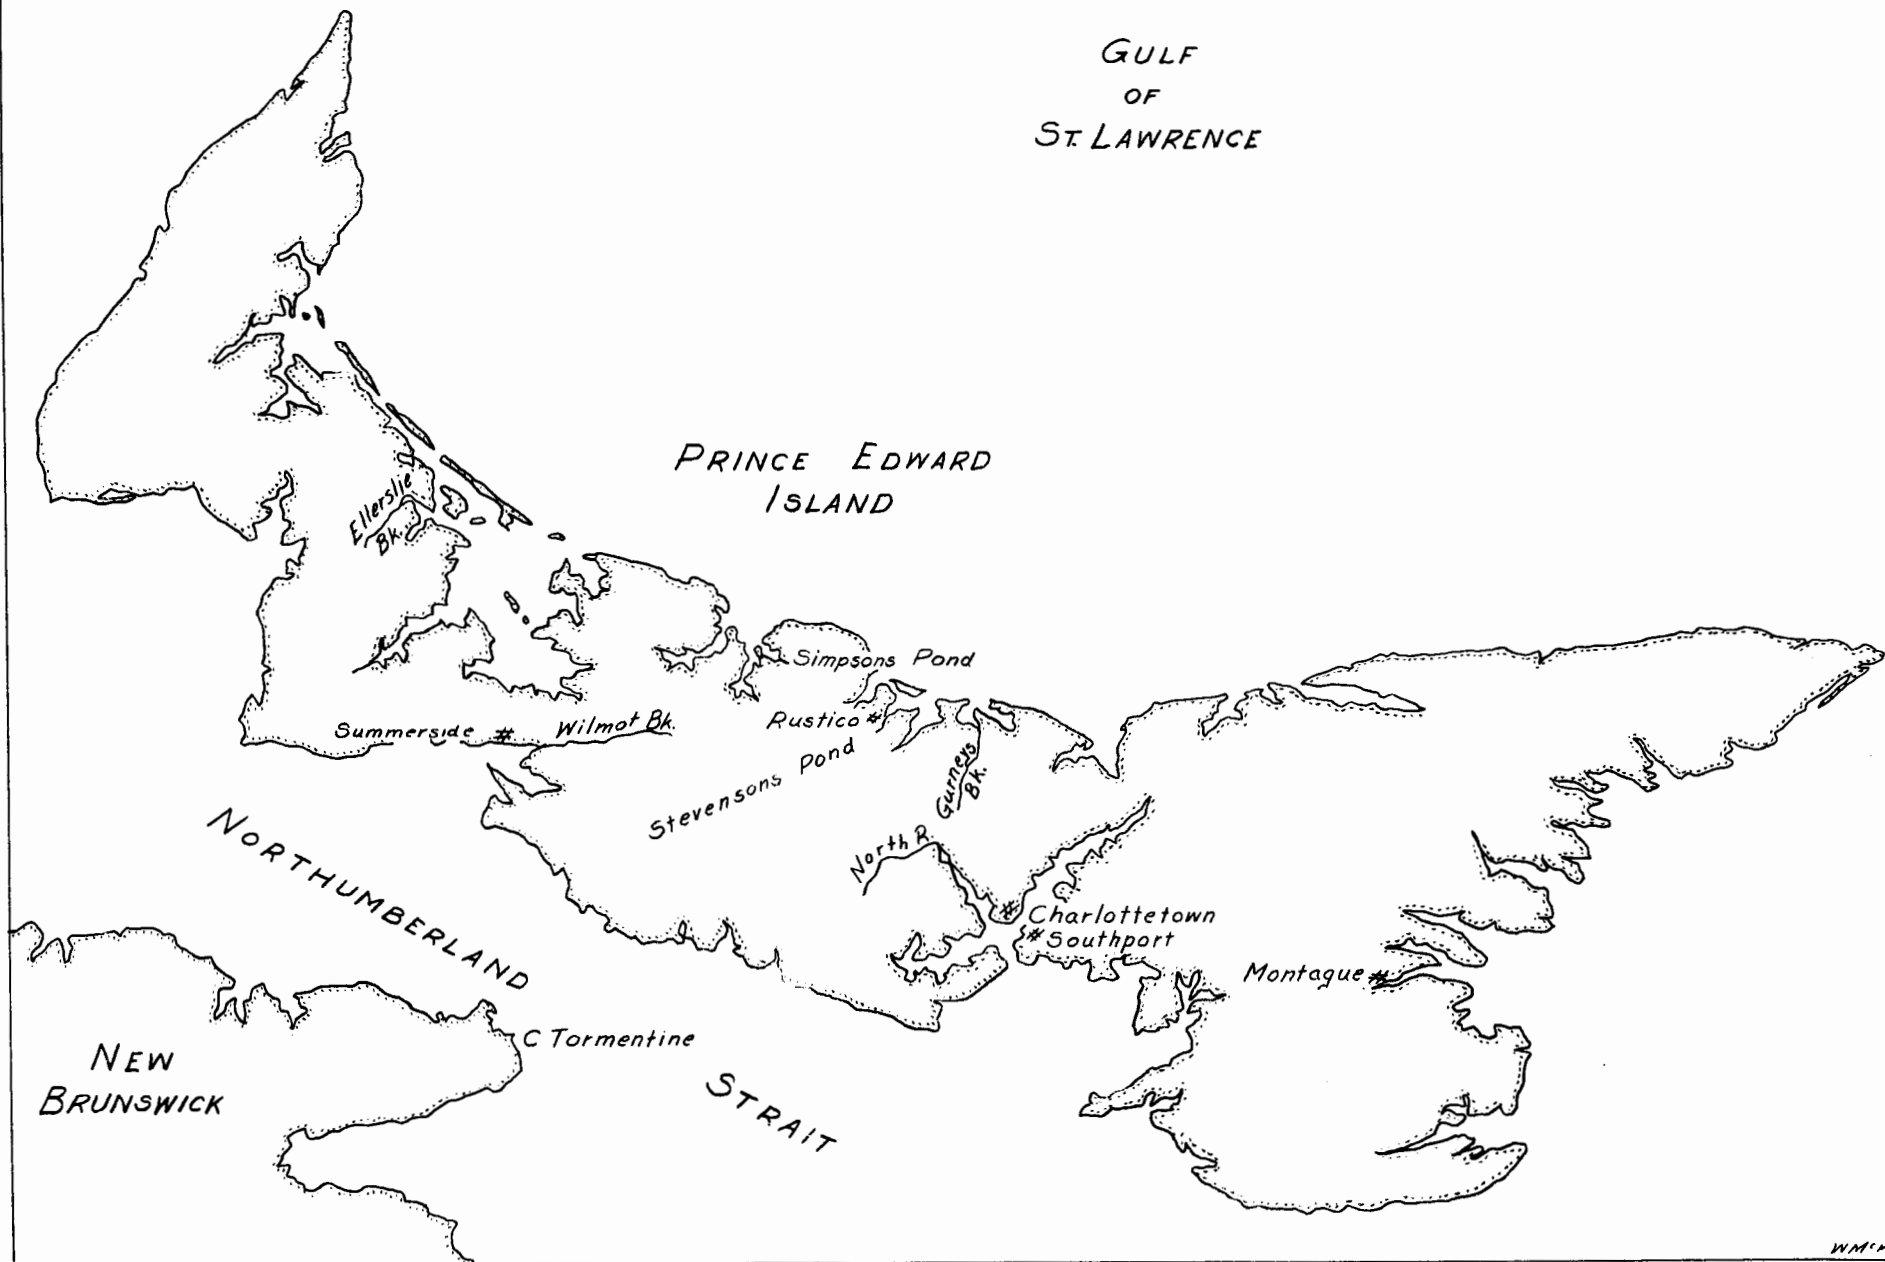 GULF
OF
ST. LAWRENCE
PRINCE EDWARD
ISLAND
Ellerslie
Bk.
Simpsons Pond
Rustico #
Summerside #
Wilmot Bk.
Stevensons Pond
Gurneys
Bk.
North R.
# Charlottetown
# Southport
Montague #
NORTHUMBERLAND
STRAIT
C Tormentine
NEW
BRUNSWICK